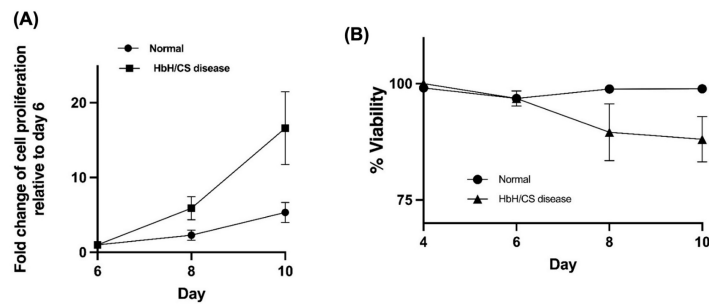 (A)
Normal
HbH/CS disease
Fold change of cell proliferation
relative to day 6
20
10
0
6
8
10
Day
(B)
100
75
% Viability
Normal
HbH/CS disease
4
6
8
10
Day